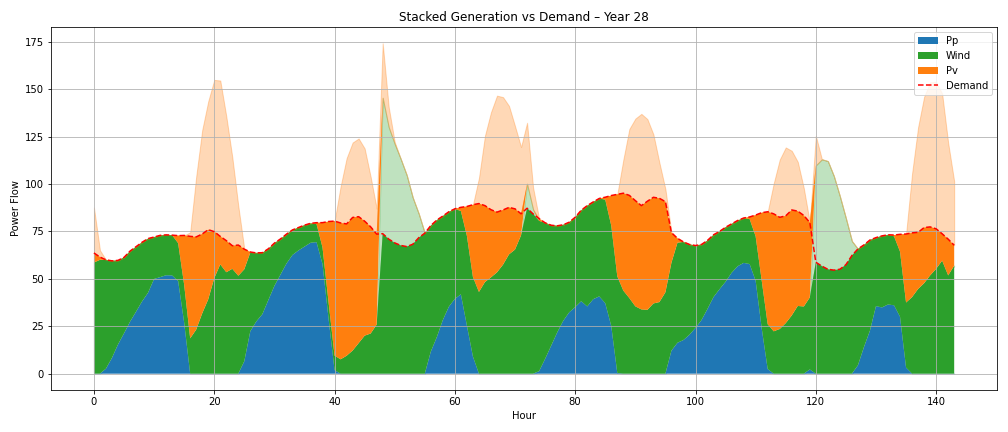 Stacked Generation vs Demand – Year 28
Pp
Wind
Pv
Demand
Power Flow
175
150
125
100
75
50
25
0
0 20 40 60 80 100 120 140
Hour